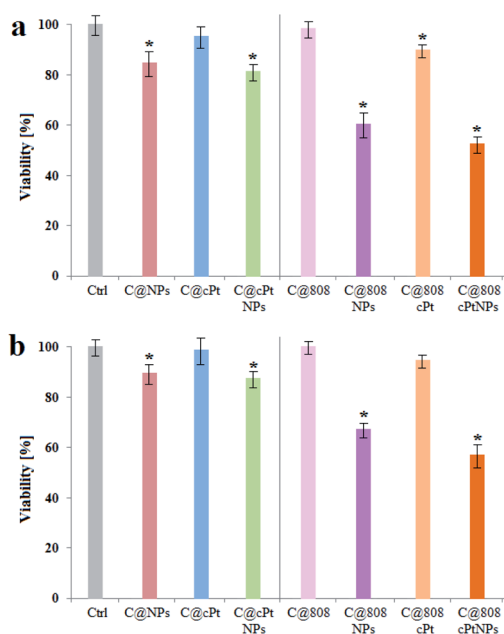 a
Viability [%]
100
80
60
40
20
0
*
*
*
*
*
Ctrl
C@NPs
C@cPt
C@cPt
NPs
C@808
C@808
NPs
C@808
cPt
C@808
cPtNPs
b
Viability [%]
100
80
60
40
20
0
*
*
*
*
Ctrl
C@NPs
C@cPt
C@cPt
NPs
C@808
C@808
NPs
C@808
cPt
C@808
cPtNPs